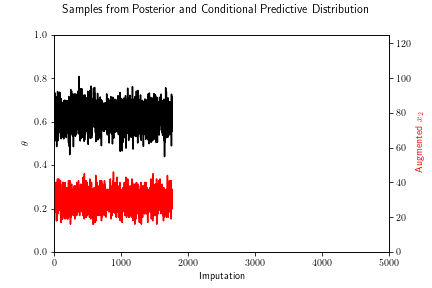 Samples from Posterior and Conditional Predictive Distribution
1.0
0.8
0.6
0.4
0.2
0.0
θ
120
100
80
60
40
20
0
Augmented x₂
0 1000 2000 3000 4000 5000
Imputation